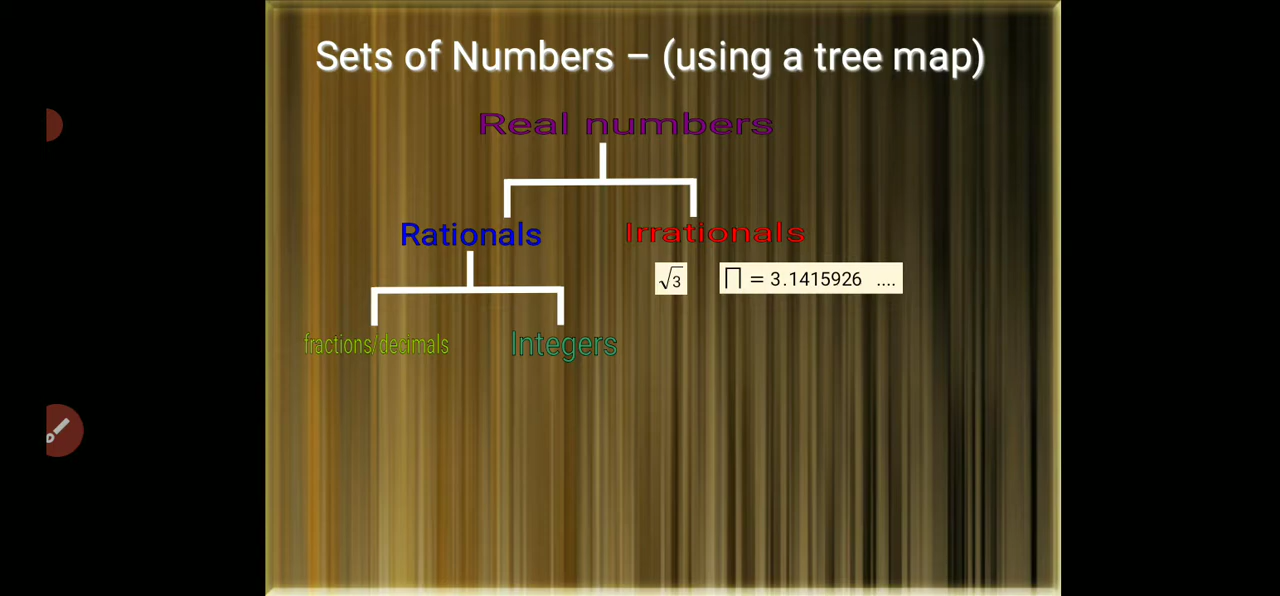 Sets of Numbers – (using a tree map)
Real numbers
Rationals Irrationals
√3 ∏ = 3.1415926 ....
fractions/decimals Integers